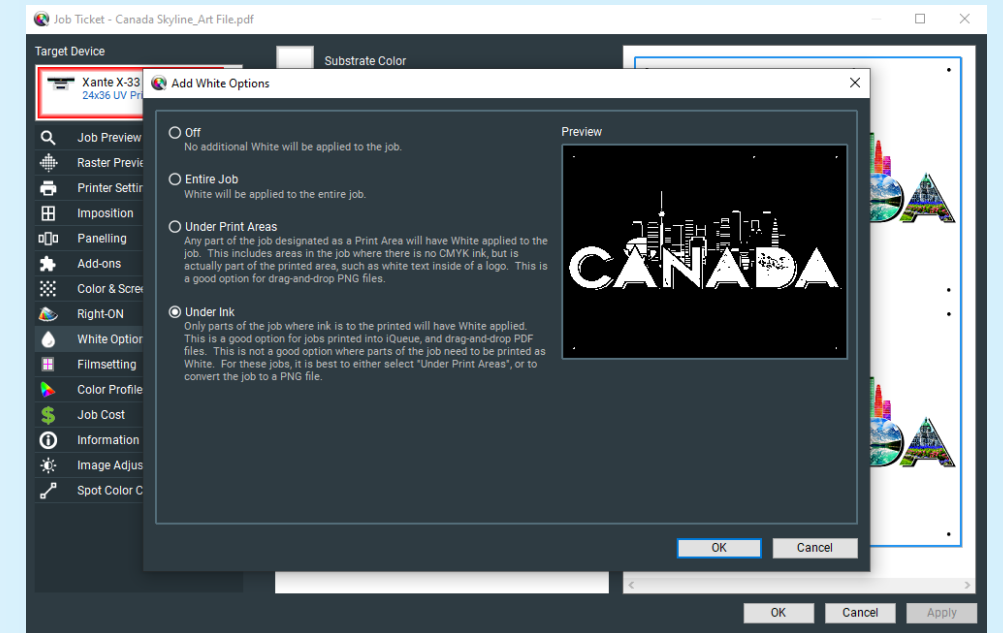 Job Ticket - Canada Skyline_Art File.pdf
Target Device
Xante X-33
24x36 UV Pri
Job Preview
Raster Previe
Printer Settin
Imposition
Panelling
Add-ons
Color & Scree
Right-ON
White Option
Filmsetting
Color Profile
Job Cost
Information
Image Adjus
Spot Color C
Substrate Color
Add White Options
Off
No additional White will be applied to the job.
Entire Job
White will be applied to the entire job.
Under Print Areas
Any part of the job designated as a Print Area will have White applied to the
job. This includes areas in the job where there is no CMYK ink, but is
actually part of the printed area, such as white text inside of a logo. This is
a good option for drag-and-drop PNG files.
Under Ink
Only parts of the job where ink is to the printed will have White applied.
This is a good option for jobs printed into iQueue, and drag-and-drop PDF
files. This is not a good option where parts of the job need to be printed as
White. For these jobs, it is best to either select "Under Print Areas", or to
convert the job to a PNG file.
Preview
CANADA
OK
Cancel
DA
DA
OK
Cancel
Apply